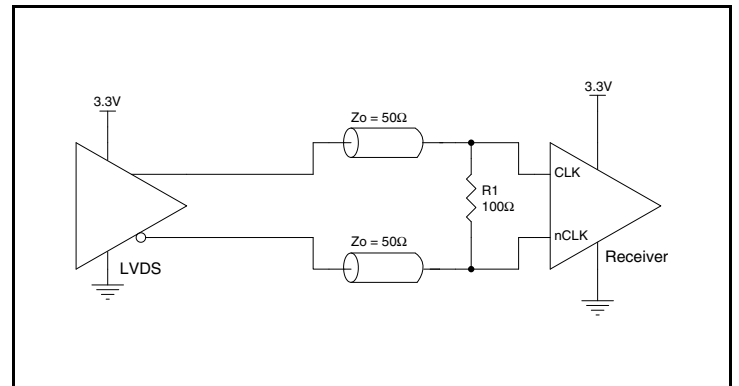 3.3V
3.3V
Zo = 50Ω
CLK
R1
100Ω
nCLK
Zo = 50Ω
Receiver
LVDS